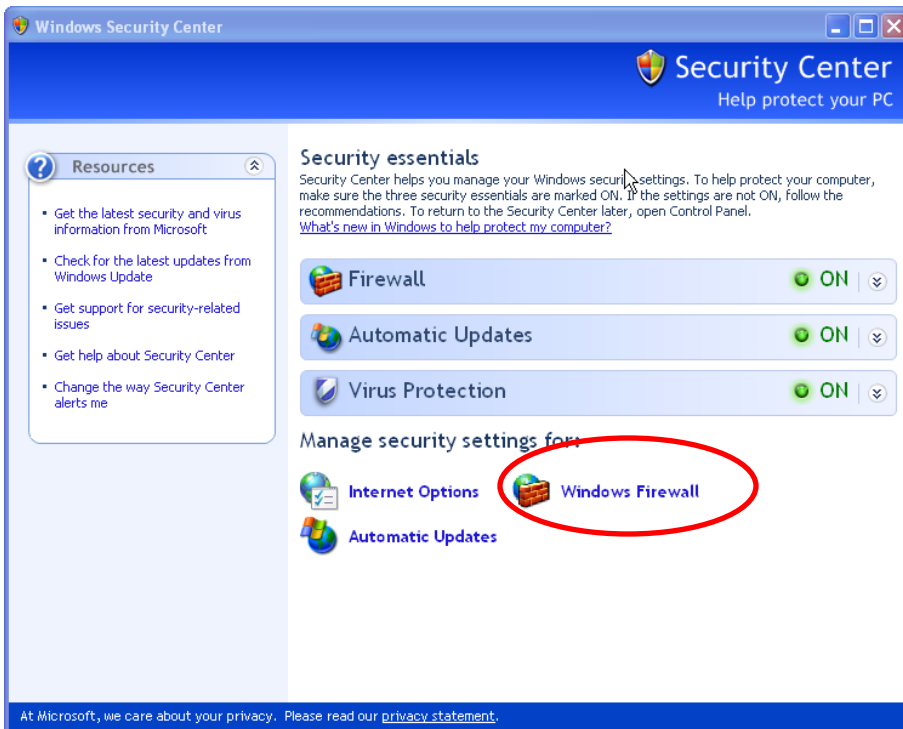 Windows Security Center
Security Center
Help protect your PC
Resources
Get the latest security and virus
information from Microsoft
Check for the latest updates from
Windows Update
Get support for security-related
issues
Get help about Security Center
Change the way Security Center
alerts me
Security essentials
Security Center helps you manage your Windows security settings. To help protect your computer,
make sure the three security essentials are marked ON. If the settings are not ON, follow the
recommendations. To return to the Security Center later, open Control Panel.
What's new in Windows to help protect my computer?
Firewall ON
Automatic Updates ON
Virus Protection ON
Manage security settings for:
Internet Options Windows Firewall
Automatic Updates
At Microsoft, we care about your privacy. Please read our privacy statement.